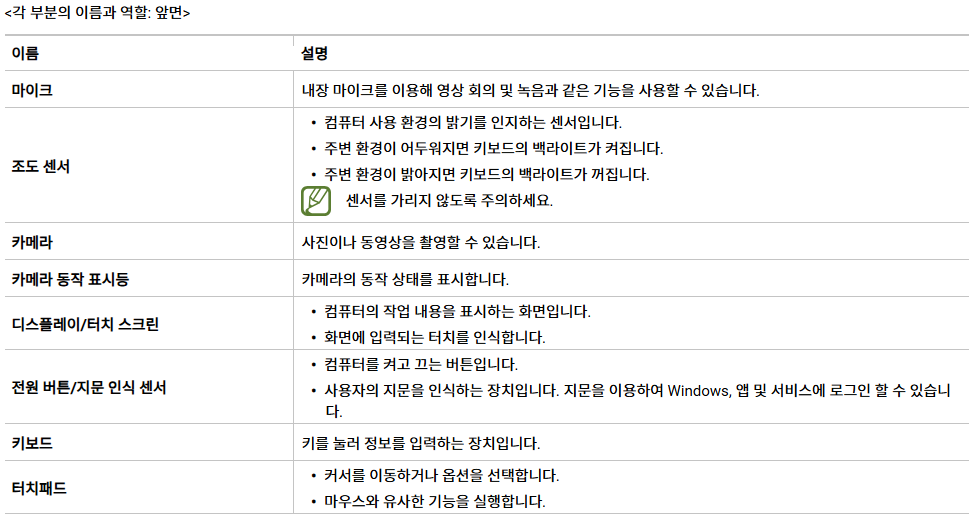 <각 부분의 이름과 역할: 앞면>
이름 설명
마이크 내장 마이크를 이용해 영상 회의 및 녹음과 같은 기능을 사용할 수 있습니다.
조도 센서
• 컴퓨터 사용 환경의 밝기를 인지하는 센서입니다.
• 주변 환경이 어두워지면 키보드의 백라이트가 켜집니다.
• 주변 환경이 밝아지면 키보드의 백라이트가 꺼집니다.
센서를 가리지 않도록 주의하세요.
카메라 사진이나 동영상을 촬영할 수 있습니다.
카메라 동작 표시등 카메라의 동작 상태를 표시합니다.
디스플레이/터치 스크린
• 컴퓨터의 작업 내용을 표시하는 화면입니다.
• 화면에 입력되는 터치를 인식합니다.
전원 버튼/지문 인식 센서
• 컴퓨터를 켜고 끄는 버튼입니다.
• 사용자의 지문을 인식하는 장치입니다. 지문을 이용하여 Windows, 앱 및 서비스에 로그인 할 수 있습니
다.
키보드 키를 눌러 정보를 입력하는 장치입니다.
터치패드
• 커서를 이동하거나 옵션을 선택합니다.
• 마우스와 유사한 기능을 실행합니다.